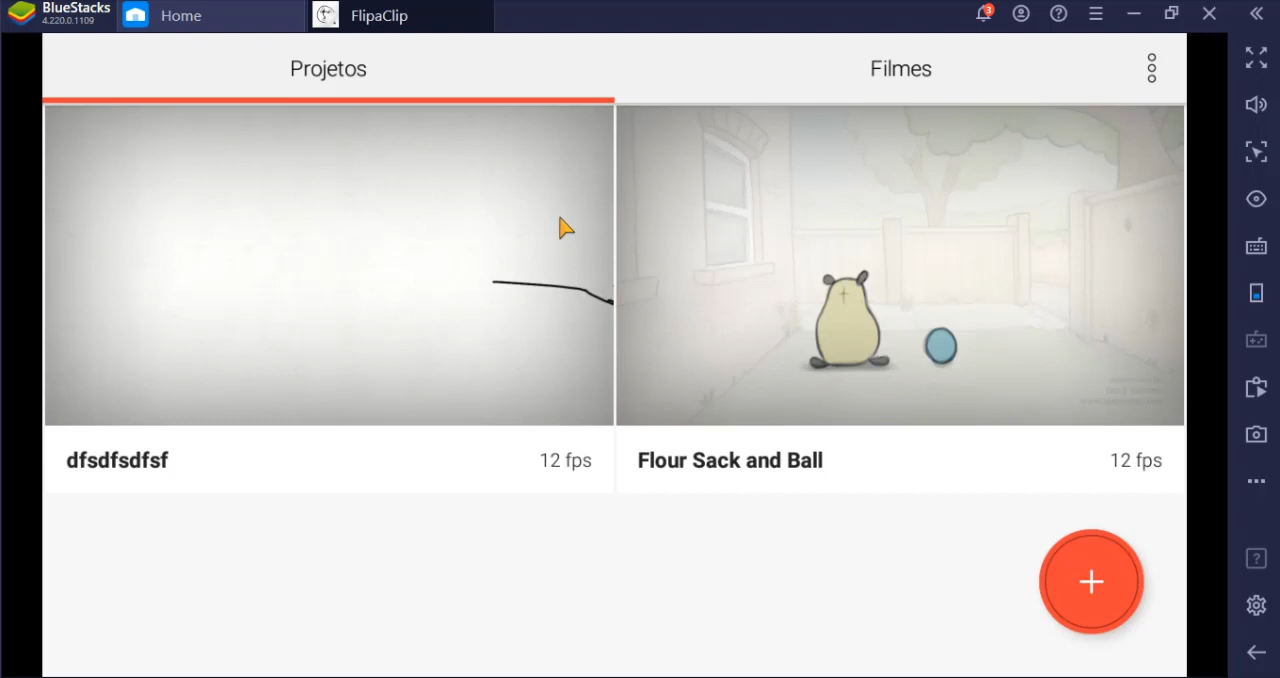 BlueStacks
4.220.0.1109
Home
FlipaClip
3
Projetos
Filmes
dfsdfsdfsf
12 fps
Flour Sack and Ball
12 fps